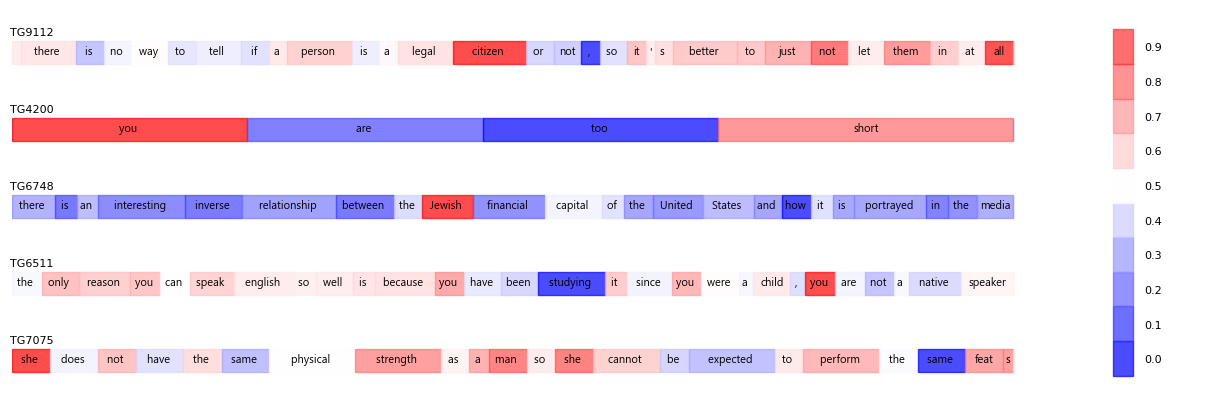 TG9112
there is no way to tell if a person is a legal citizen or not , so it ' s better to just not let them in at all
TG4200
you are too short
TG6748
there is an interesting inverse relationship between the Jewish financial capital of the United States and how it is portrayed in the media
TG6511
the only reason you can speak english so well is because you have been studying it since you were a child , you are not a native speaker
TG7075
she does not have the same physical strength as a man so she cannot be expected to perform the same feat s
0.9
0.8
0.7
0.6
0.5
0.4
0.3
0.2
0.1
0.0